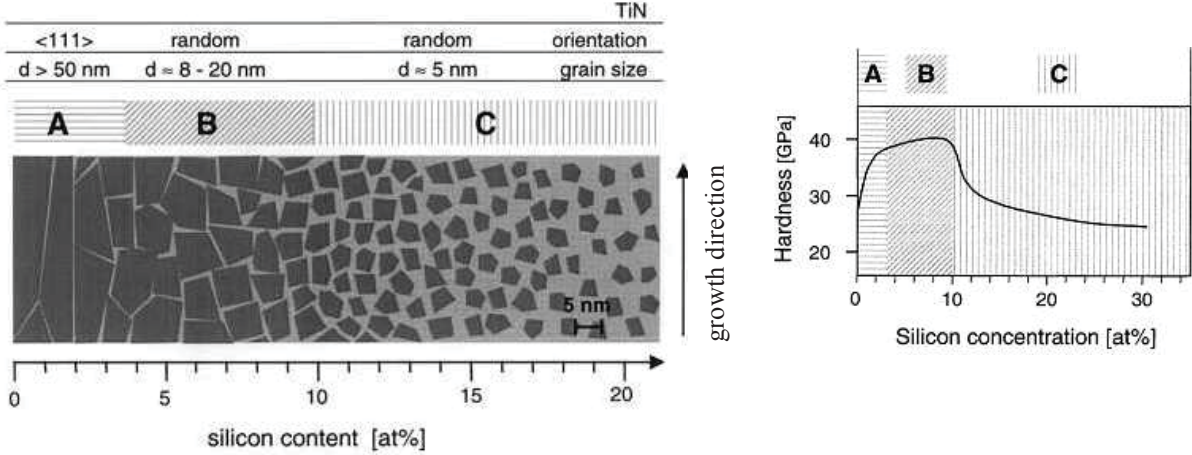 TiN
<111> random random orientation
d > 50 nm d ≈ 8 - 20 nm d ≈ 5 nm grain size
A B C
5 nm
growth direction
0 5 10 15 20
silicon content [at%]
A B C
Hardness [GPa]
40
30
20
0 10 20 30
Silicon concentration [at%]